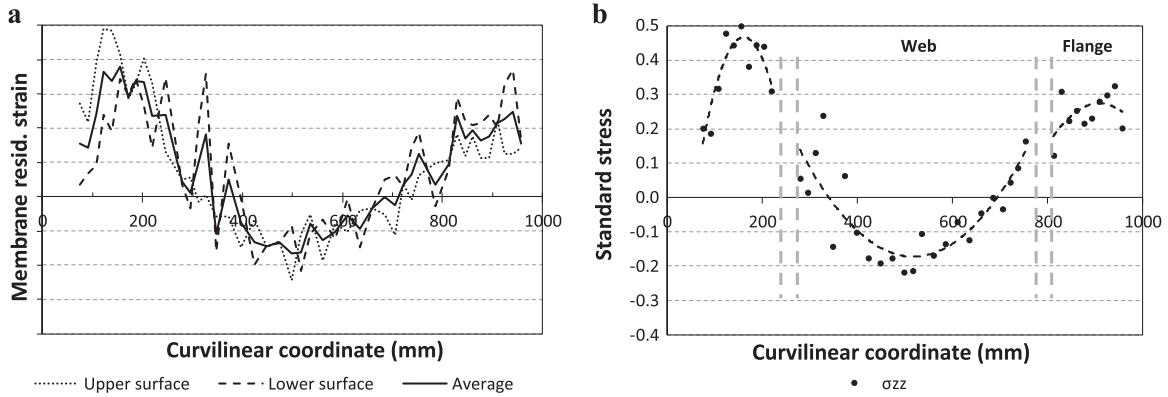 a
Membrane resid. strain
0 200 400 600 800 1000
Curvilinear coordinate (mm)
Upper surface Lower surface Average
b
Standard stress
0.5
0.4
0.3
0.2
0.1
0.0
-0.1
-0.2
-0.3
-0.4
Web Flange
0 200 400 600 800 1000
Curvilinear coordinate (mm)
σzz